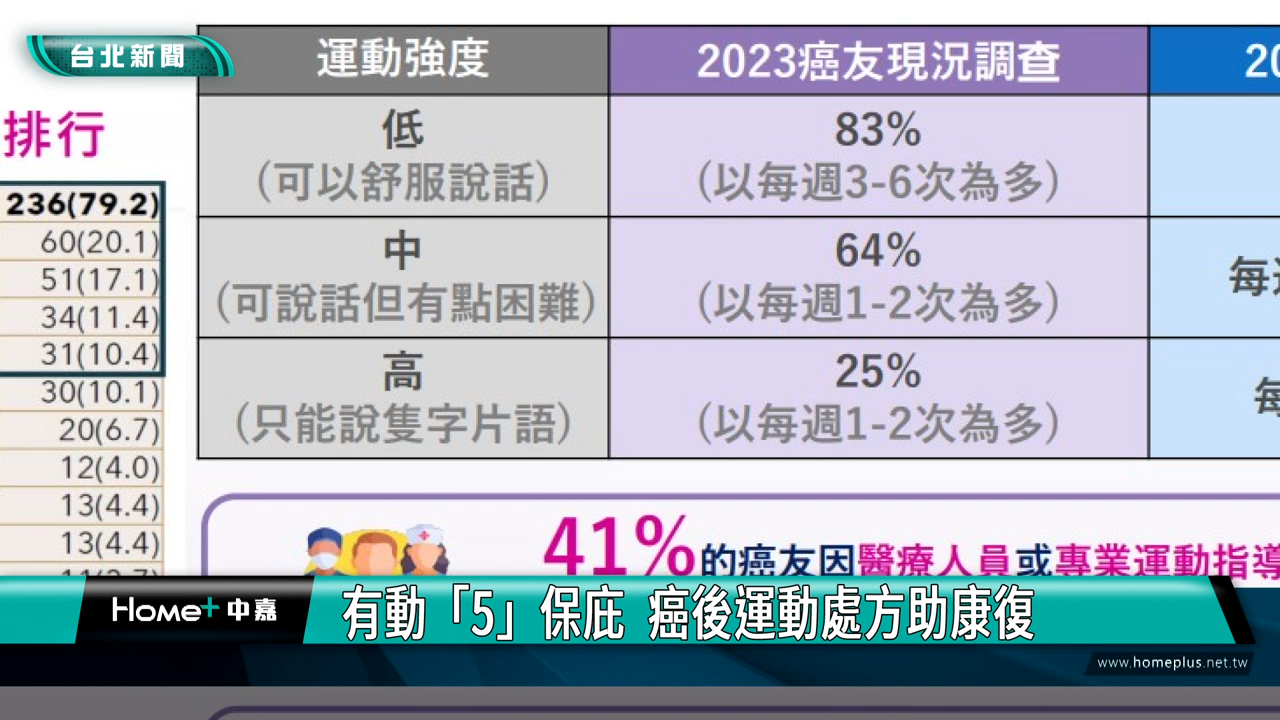 台北新聞
排行
236(79.2)
60(20.1)
51(17.1)
34(11.4)
31(10.4)
30(10.1)
20(6.7)
12(4.0)
13(4.4)
13(4.4)
運動強度
2023癌友現況調查
20
低
(可以舒服說話)
83%
(以每週3-6次為多)
中
(可說話但有點困難)
64%
(以每週1-2次為多)
每週
高
(只能說隻字片語)
25%
(以每週1-2次為多)
每
41%的癌友因醫療人員或專業運動指導
Home+中嘉
有動「5」保庇 癌後運動處方助康復
www.homeplus.net.tw